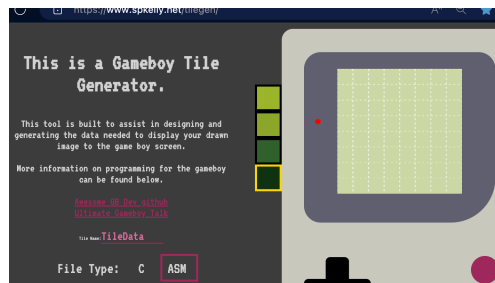 https://www.spkelly.net/tilegen/
This is a Gameboy Tile
Generator.
This tool is built to assist in designing and
generating the data needed to display your drawn
image to the game boy screen.
More information on programming for the gameboy
can be found below.
Awesome GB Dev github
Ultimate Gameboy Talk
Tile Name: TileData
File Type: C ASM